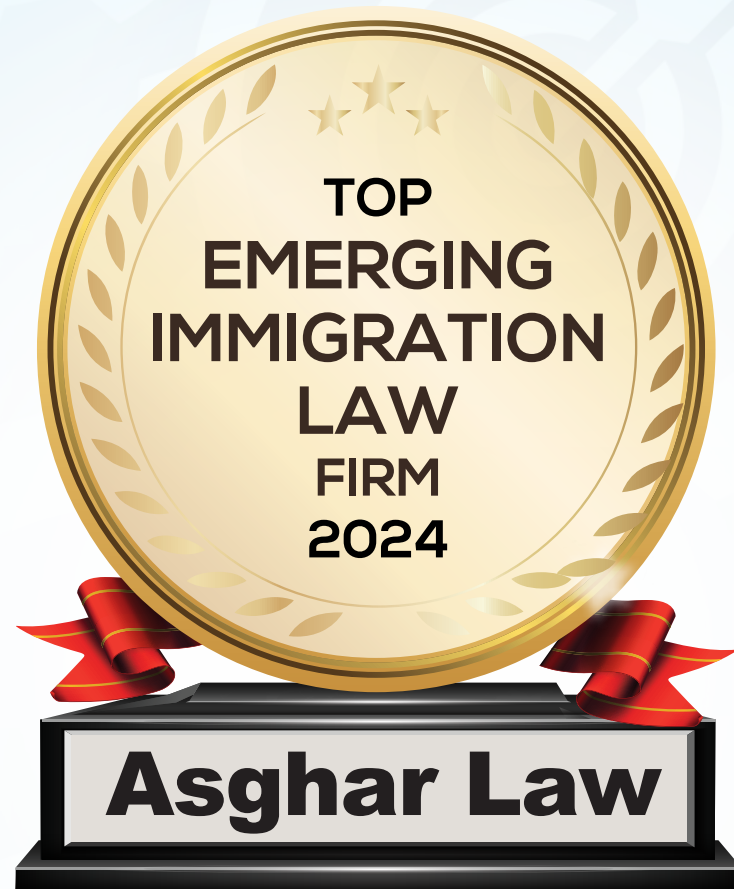 TOP
EMERGING
IMMIGRATION
LAW
FIRM
2024
Asghar Law